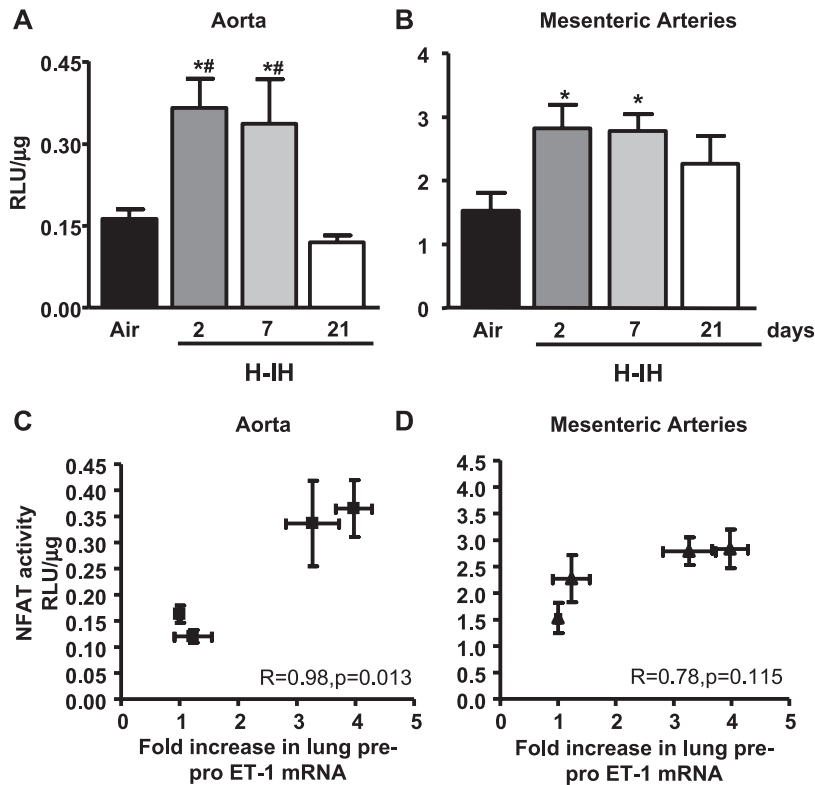 A
Aorta
B
Mesenteric Arteries
RLU/µg
0.45
0.30
0.15
0.00
*#
*#
Air
2
7
21
H-IH
4
3
2
1
0
*
*
Air
2
7
21
days
H-IH
C
Aorta
D
Mesenteric Arteries
NFAT activity
RLU/µg
0.45
0.40
0.35
0.30
0.25
0.20
0.15
0.10
0.05
0.00
R=0.98,p=0.013
0
1
2
3
4
5
Fold increase in lung pre-
pro ET-1 mRNA
4.5
4.0
3.5
3.0
2.5
2.0
1.5
1.0
0.5
0.0
R=0.78,p=0.115
0
1
2
3
4
5
Fold increase in lung pre-
pro ET-1 mRNA